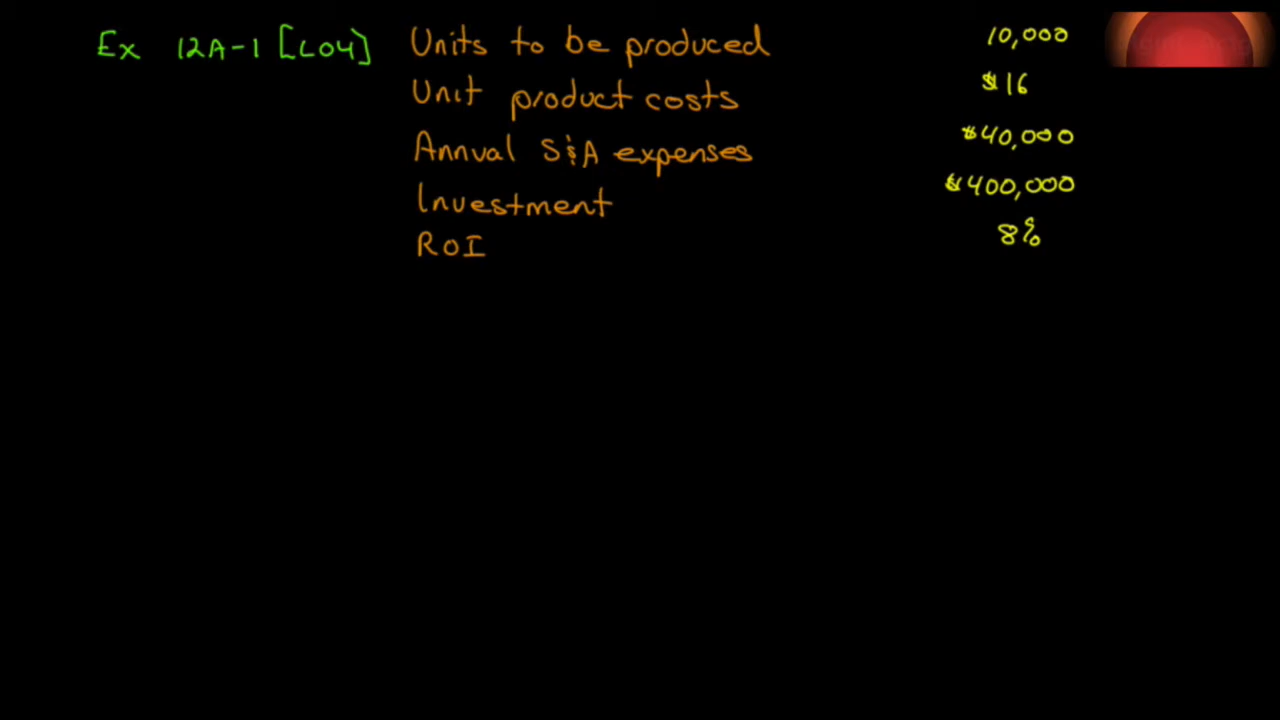 Ex 12A-1 [LO4] Units to be produced 10,000
Unit product costs $16
Annual S&A expenses $40,000
Investment $400,000
ROI 8%